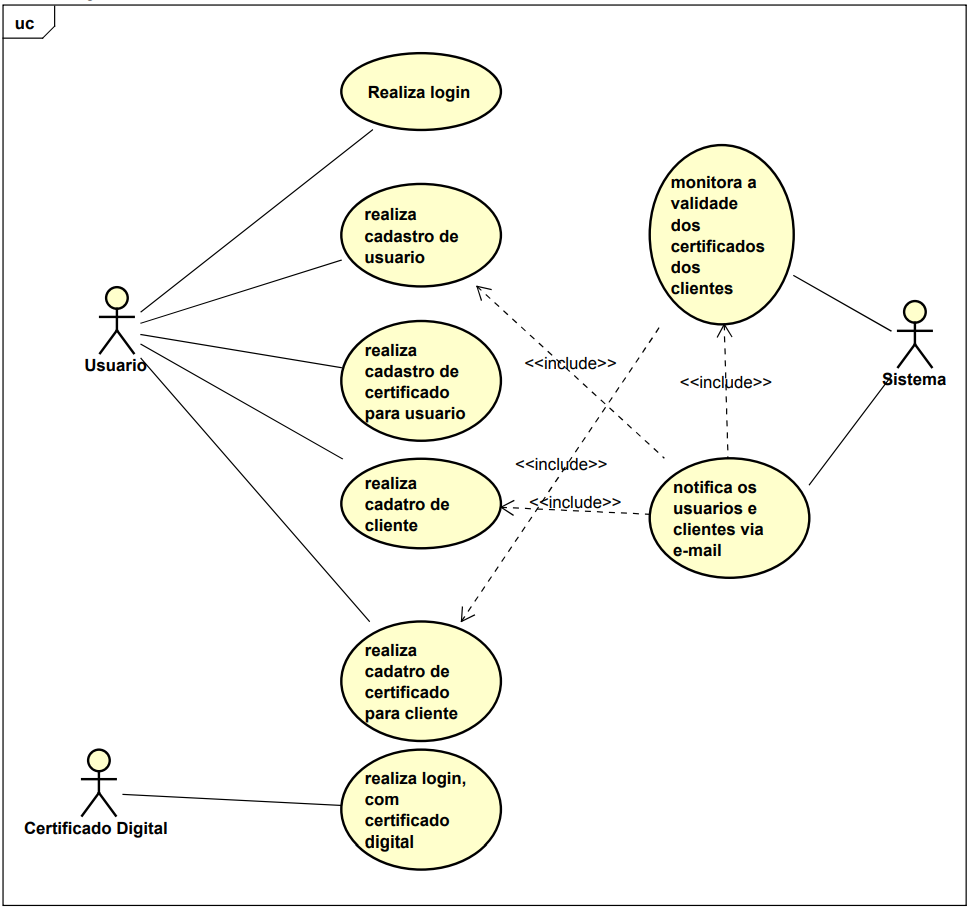 uc
Realiza login
realiza
cadastro de
usuario
monitora a
validade
dos
certificados
dos
clientes
Usuario
realiza
cadastro de
certificado
para usuario
Sistema
<<include>>
<<include>>
<<include>>
<<include>>
realiza
cadatro de
cliente
notifica os
usuarios e
clientes via
e-mail
realiza
cadatro de
certificado
para cliente
Certificado Digital
realiza login,
com
certificado
digital